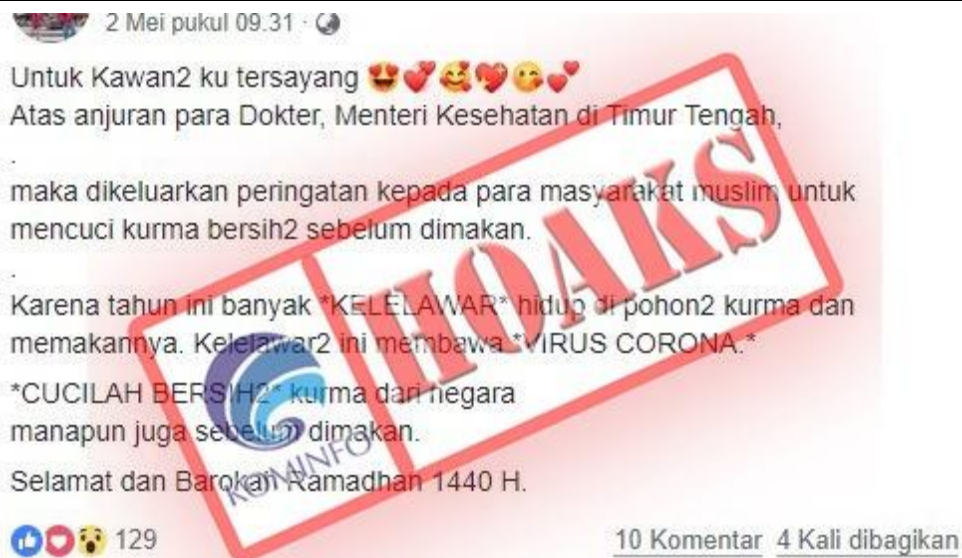 2 Mei pukul 09.31 ·
Untuk Kawan2 ku tersayang 😍💕🥰💖😘💕
Atas anjuran para Dokter, Menteri Kesehatan di Timur Tengah,
.
maka dikeluarkan peringatan kepada para masyarakat muslim untuk
mencuci kurma bersih2 sebelum dimakan.
.
Karena tahun ini banyak *KELELAWAR* hidup di pohon2 kurma dan
memakannya. Kelelawar2 ini membawa *VIRUS CORONA.*
*CUCILAH BERSIH2* kurma dari negara
manapun juga sebelum dimakan.
Selamat dan Barokah Ramadhan 1440 H.
HOAKS
KOMINFO
129
10 Komentar 4 Kali dibagikan